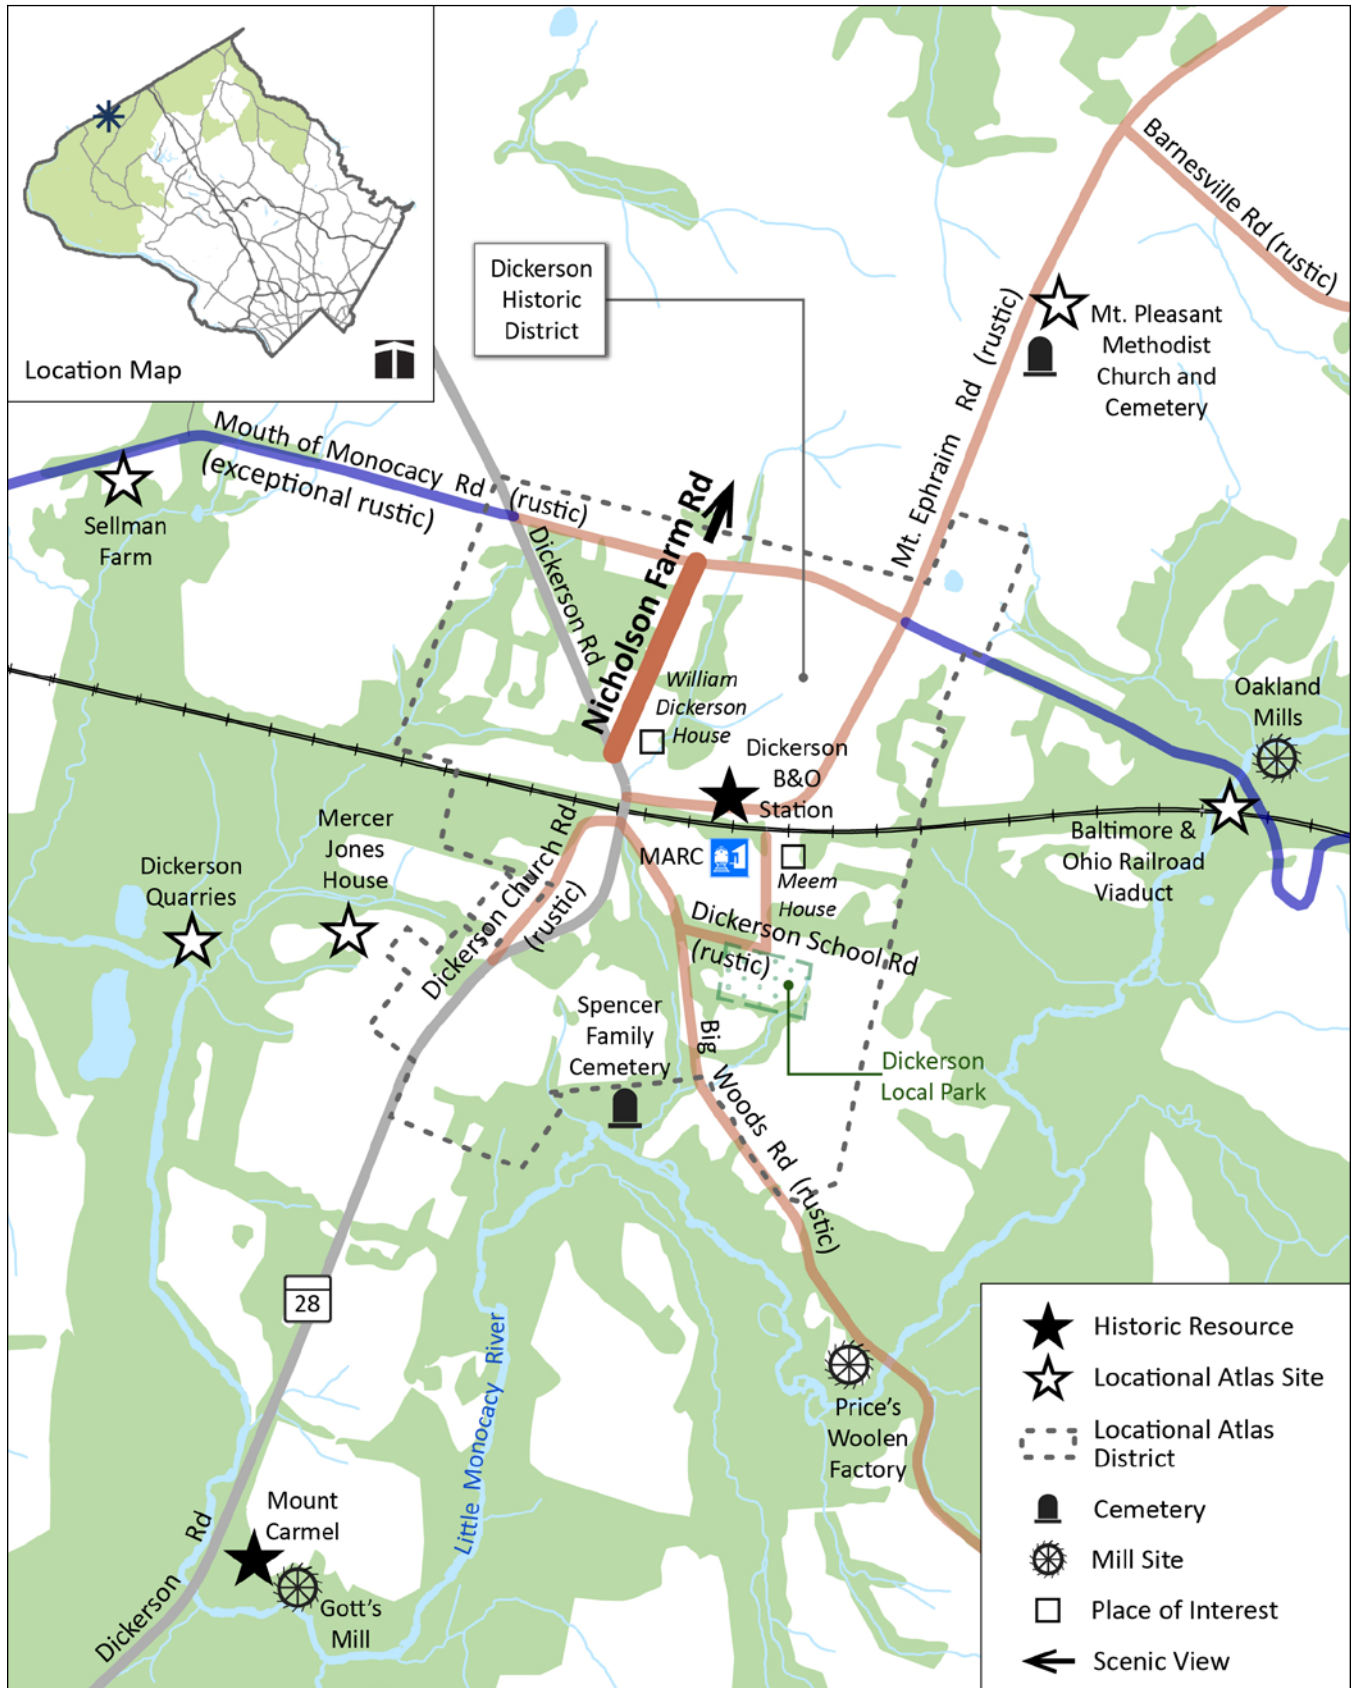 Location Map
Dickerson
Historic
District
Barnesville Rd (rustic)
Mt. Pleasant
Methodist
Church and
Cemetery
Mt. Ephraim Rd (rustic)
Mouth of Monocacy Rd (rustic)
(exceptional rustic)
Sellman
Farm
Dickerson Rd
Nicholson Farm Rd
William
Dickerson
House
Oakland
Mills
Dickerson
B&O
Station
Mercer
Jones
House
Dickerson
Quarries
Dickerson Church Rd
(rustic)
MARC
Meem
House
Baltimore &
Ohio Railroad
Viaduct
Dickerson School Rd
(rustic)
Spencer
Family
Cemetery
Big Woods Rd (rustic)
Dickerson
Local Park
28
Little Monocacy River
Price's
Woolen
Factory
Mount
Carmel
Gott's
Mill
Dickerson Rd
Historic Resource
Locational Atlas Site
Locational Atlas
District
Cemetery
Mill Site
Place of Interest
Scenic View